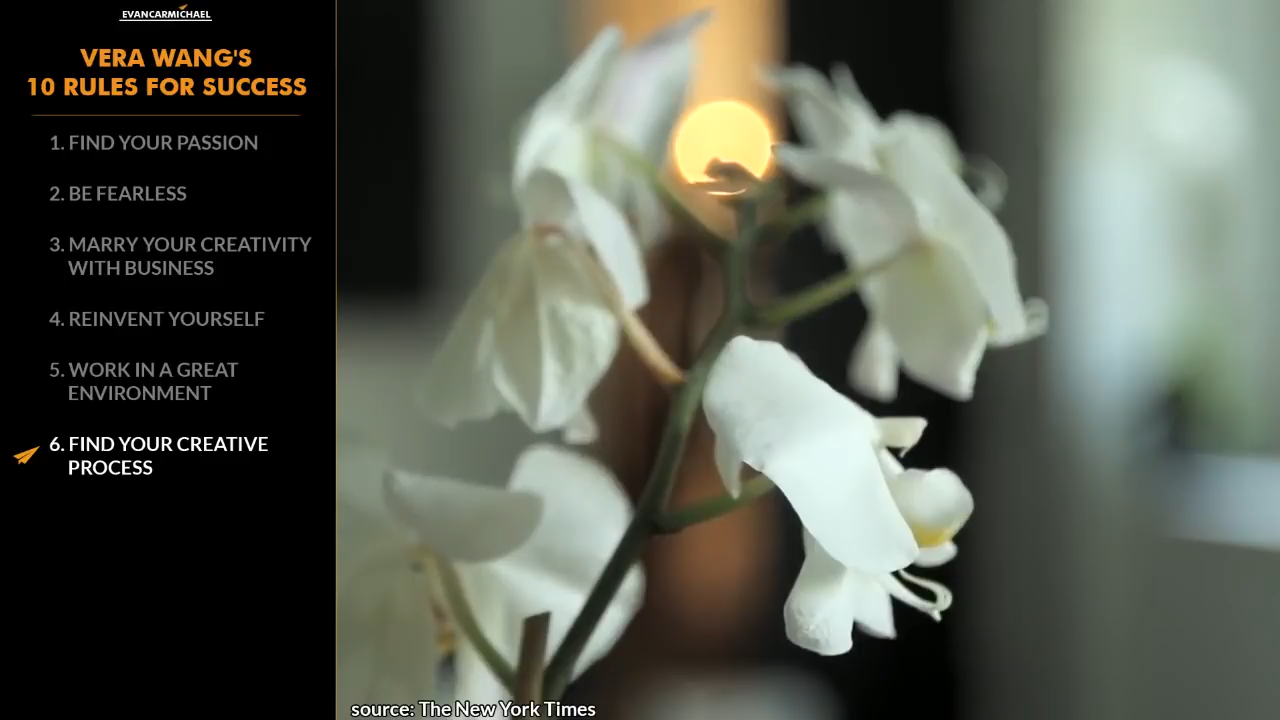 EVANCARMICHAEL
VERA WANG'S
10 RULES FOR SUCCESS
1. FIND YOUR PASSION
2. BE FEARLESS
3. MARRY YOUR CREATIVITY
WITH BUSINESS
4. REINVENT YOURSELF
5. WORK IN A GREAT
ENVIRONMENT
6. FIND YOUR CREATIVE
PROCESS
source: The New York Times